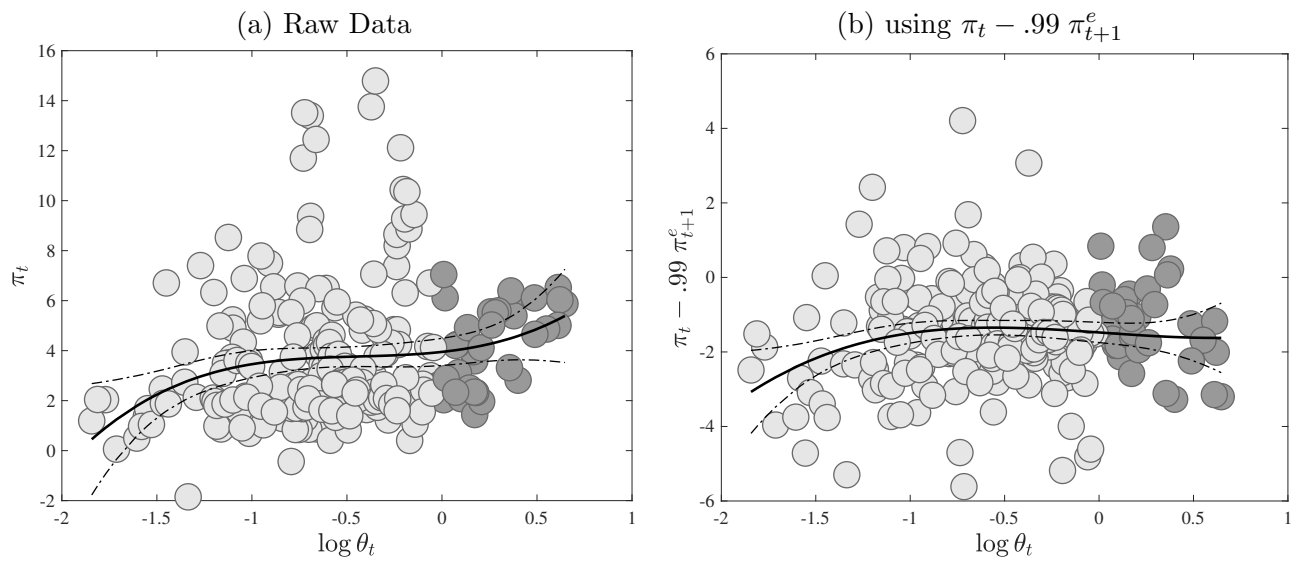 (a) Raw Data
16
14
12
10
8
6
4
2
0
-2
π_t
-2 -1.5 -1 -0.5 0 0.5 1
log θ_t
(b) using π_t − .99 π^e_{t+1}
6
4
2
0
-2
-4
-6
π_t − .99 π^e_{t+1}
-2 -1.5 -1 -0.5 0 0.5 1
log θ_t